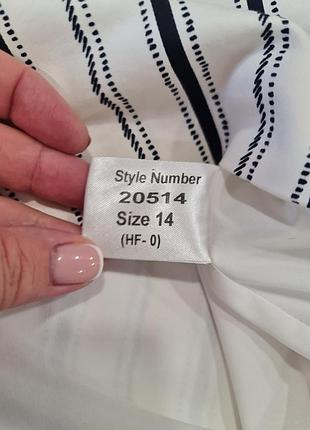 Style Number
20514
Size 14
(HF- 0)